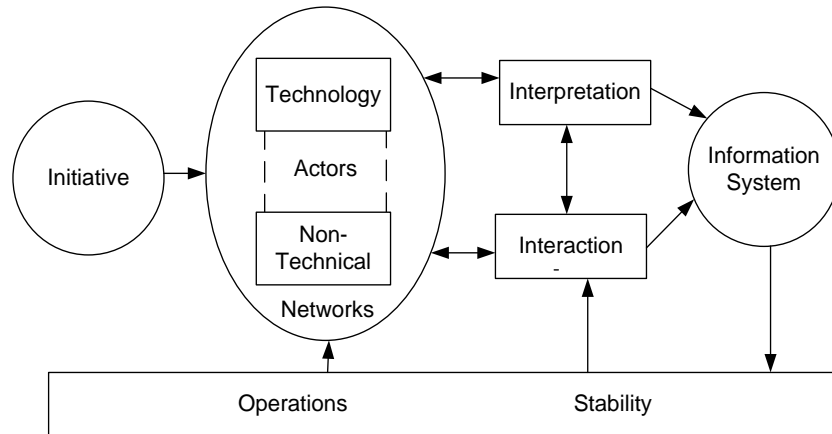 Initiative
Technology
Actors
Non-
Technical
Networks
Interpretation
Interaction
Information
System
Operations
Stability